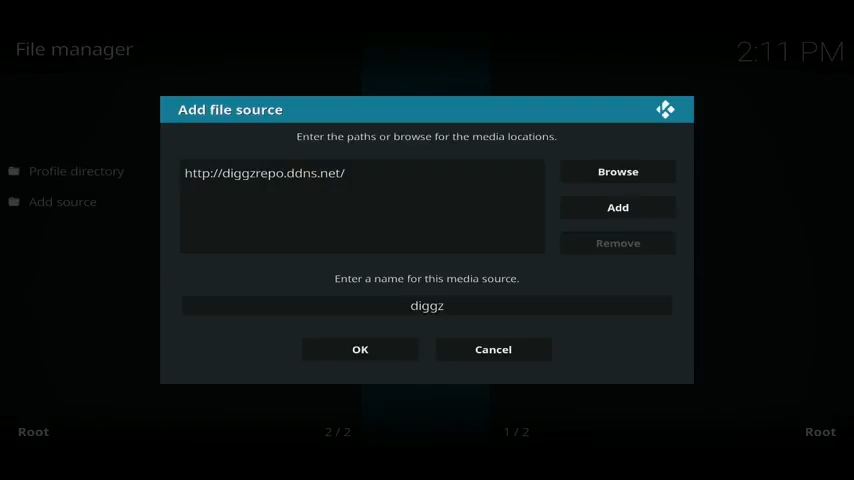 File manager
2:11 PM
Add file source
Enter the paths or browse for the media locations.
http://diggzrepo.ddns.net/
Browse
Add
Remove
Profile directory
Add source
Enter a name for this media source.
diggz
OK
Cancel
Root
2 / 2
1 / 2
Root